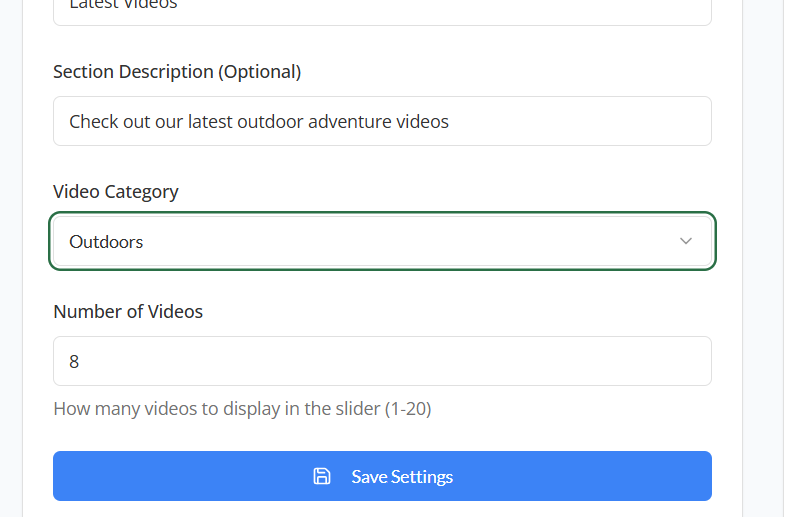 Latest Videos
Section Description (Optional)
Check out our latest outdoor adventure videos
Video Category
Outdoors
Number of Videos
8
How many videos to display in the slider (1-20)
Save Settings